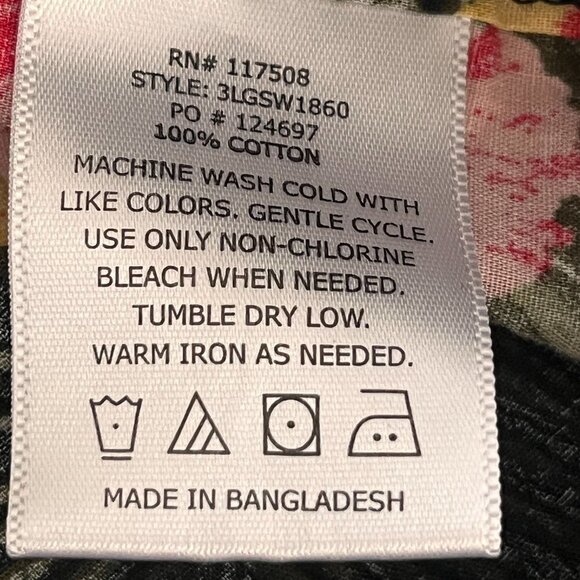 RN# 117508
STYLE: 3LGSW1860
PO # 124697
100% COTTON
MACHINE WASH COLD WITH
LIKE COLORS. GENTLE CYCLE.
USE ONLY NON-CHLORINE
BLEACH WHEN NEEDED.
TUMBLE DRY LOW.
WARM IRON AS NEEDED.
MADE IN BANGLADESH